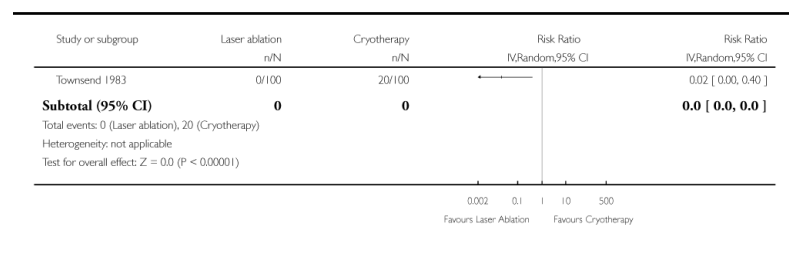 Study or subgroup Laser ablation Cryotherapy Risk Ratio Risk Ratio
n/N n/N IV,Random,95% CI IV,Random,95% CI
Townsend 1983 0/100 20/100 0.02 [ 0.00, 0.40 ]
Subtotal (95% CI) 0 0 0.0 [ 0.0, 0.0 ]
Total events: 0 (Laser ablation), 20 (Cryotherapy)
Heterogeneity: not applicable
Test for overall effect: Z = 0.0 (P < 0.00001)
0.002 0.1 1 10 500
Favours Laser Ablation Favours Cryotherapy